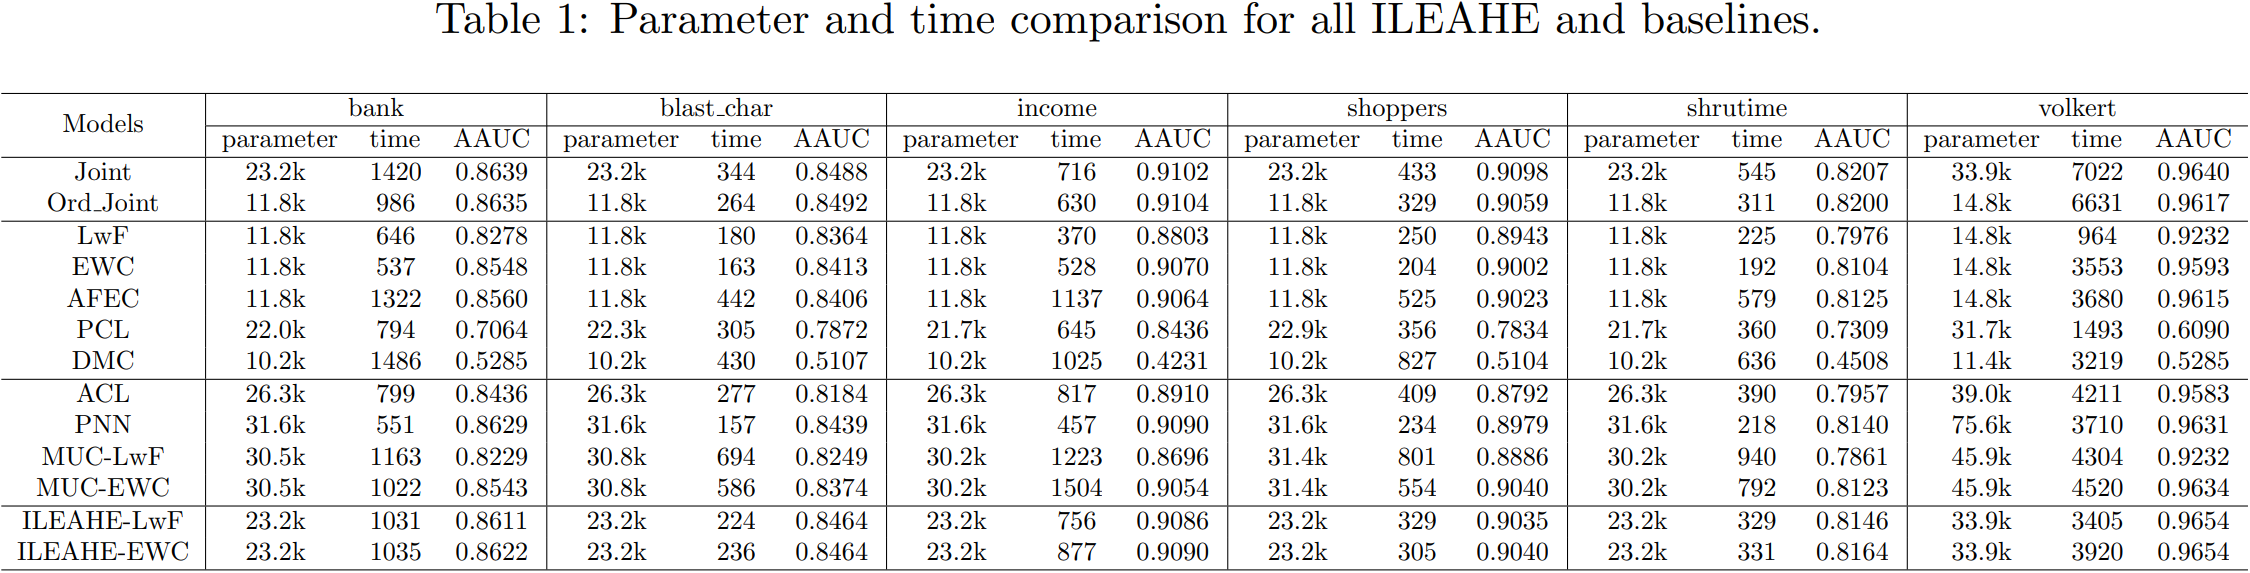 Table 1: Parameter and time comparison for all ILEAHE and baselines.
Models bank blast_char income shoppers shrutime volkert
parameter time AAUC parameter time AAUC parameter time AAUC parameter time AAUC parameter time AAUC parameter time AAUC
Joint 23.2k 1420 0.8639 23.2k 344 0.8488 23.2k 716 0.9102 23.2k 433 0.9098 23.2k 545 0.8207 33.9k 7022 0.9640
Ord_Joint 11.8k 986 0.8635 11.8k 264 0.8492 11.8k 630 0.9104 11.8k 329 0.9059 11.8k 311 0.8200 14.8k 6631 0.9617
LwF 11.8k 646 0.8278 11.8k 180 0.8364 11.8k 370 0.8803 11.8k 250 0.8943 11.8k 225 0.7976 14.8k 964 0.9232
EWC 11.8k 537 0.8548 11.8k 163 0.8413 11.8k 528 0.9070 11.8k 204 0.9002 11.8k 192 0.8104 14.8k 3553 0.9593
AFEC 11.8k 1322 0.8560 11.8k 442 0.8406 11.8k 1137 0.9064 11.8k 525 0.9023 11.8k 579 0.8125 14.8k 3680 0.9615
PCL 22.0k 794 0.7064 22.3k 305 0.7872 21.7k 645 0.8436 22.9k 356 0.7834 21.7k 360 0.7309 31.7k 1493 0.6090
DMC 10.2k 1486 0.5285 10.2k 430 0.5107 10.2k 1025 0.4231 10.2k 827 0.5104 10.2k 636 0.4508 11.4k 3219 0.5285
ACL 26.3k 799 0.8436 26.3k 277 0.8184 26.3k 817 0.8910 26.3k 409 0.8792 26.3k 390 0.7957 39.0k 4211 0.9583
PNN 31.6k 551 0.8629 31.6k 157 0.8439 31.6k 457 0.9090 31.6k 234 0.8979 31.6k 218 0.8140 75.6k 3710 0.9631
MUC-LwF 30.5k 1163 0.8229 30.8k 694 0.8249 30.2k 1223 0.8696 31.4k 801 0.8886 30.2k 940 0.7861 45.9k 4304 0.9232
MUC-EWC 30.5k 1022 0.8543 30.8k 586 0.8374 30.2k 1504 0.9054 31.4k 554 0.9040 30.2k 792 0.8123 45.9k 4520 0.9634
ILEAHE-LwF 23.2k 1031 0.8611 23.2k 224 0.8464 23.2k 756 0.9086 23.2k 329 0.9035 23.2k 329 0.8146 33.9k 3405 0.9654
ILEAHE-EWC 23.2k 1035 0.8622 23.2k 236 0.8464 23.2k 877 0.9090 23.2k 305 0.9040 23.2k 331 0.8164 33.9k 3920 0.9654